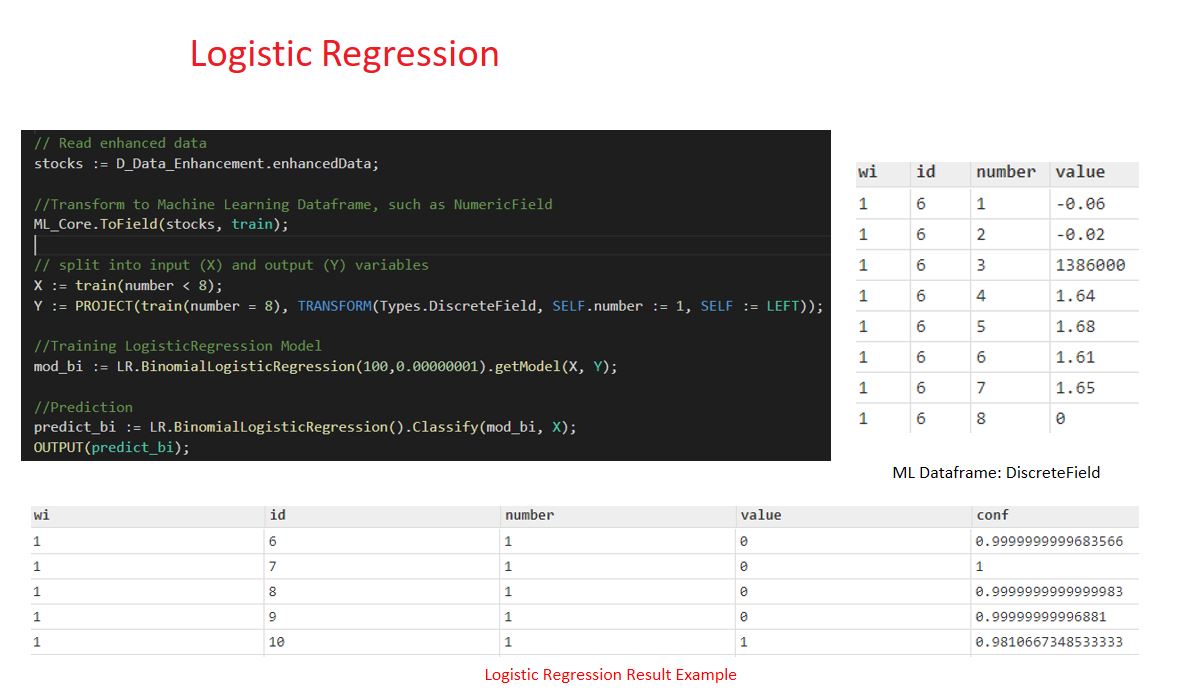 Logistic Regression
// Read enhanced data
stocks := D_Data_Enhancement.enhancedData;
//Transform to Machine Learning Dataframe, such as NumericField
ML_Core.ToField(stocks, train);
// split into input (X) and output (Y) variables
X := train(number < 8);
Y := PROJECT(train(number = 8), TRANSFORM(Types.DiscreteField, SELF.number := 1, SELF := LEFT));
//Training LogisticRegression Model
mod_bi := LR.BinomialLogisticRegression(100,0.00000001).getModel(X, Y);
//Prediction
predict_bi := LR.BinomialLogisticRegression().Classify(mod_bi, X);
OUTPUT(predict_bi);
wi id number value
1 6 1 -0.06
1 6 2 -0.02
1 6 3 1386000
1 6 4 1.64
1 6 5 1.68
1 6 6 1.61
1 6 7 1.65
1 6 8 0
ML Dataframe: DiscreteField
wi id number value conf
1 6 1 0 0.9999999999683566
1 7 1 0 1
1 8 1 0 0.9999999999999983
1 9 1 0 0.99999999996881
1 10 1 1 0.9810667348533333
Logistic Regression Result Example